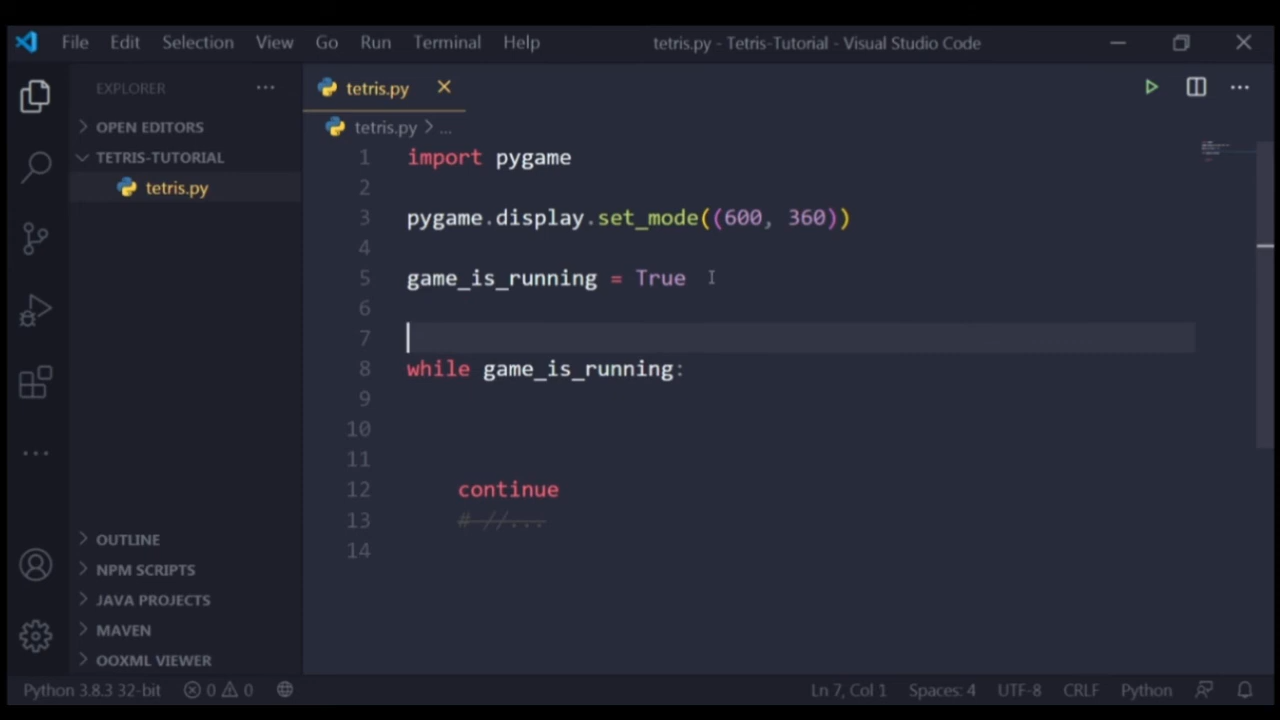 File Edit Selection View Go Run Terminal Help tetris.py - Tetris-Tutorial - Visual Studio Code
EXPLORER
OPEN EDITORS
TETRIS-TUTORIAL
tetris.py
OUTLINE
NPM SCRIPTS
JAVA PROJECTS
MAVEN
OOXML VIEWER
tetris.py
tetris.py > ...
1 import pygame
2
3 pygame.display.set_mode((600, 360))
4
5 game_is_running = True
6
7
8 while game_is_running:
9
10
11
12 continue
13 # //...
14
Python 3.8.3 32-bit 0 0 Ln 7, Col 1 Spaces: 4 UTF-8 CRLF Python